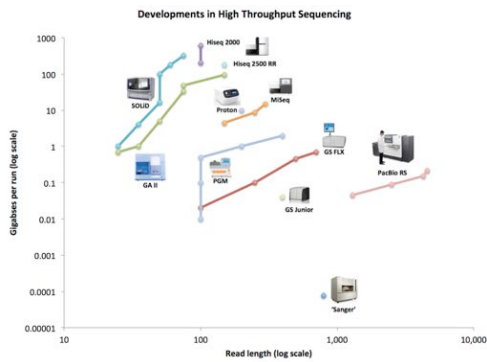 Developments in High Throughput Sequencing
Gigabses per run (log scale)
1000
100
10
1
0.1
0.01
0.001
0.0001
0.00001
10
100
1,000
10,000
Read length (log scale)
Hiseq 2000
Hiseq 2500 RR
SOLiD
Proton
MiSeq
GS FLX
PacBio RS
GA II
PGM
GS Junior
'Sanger'